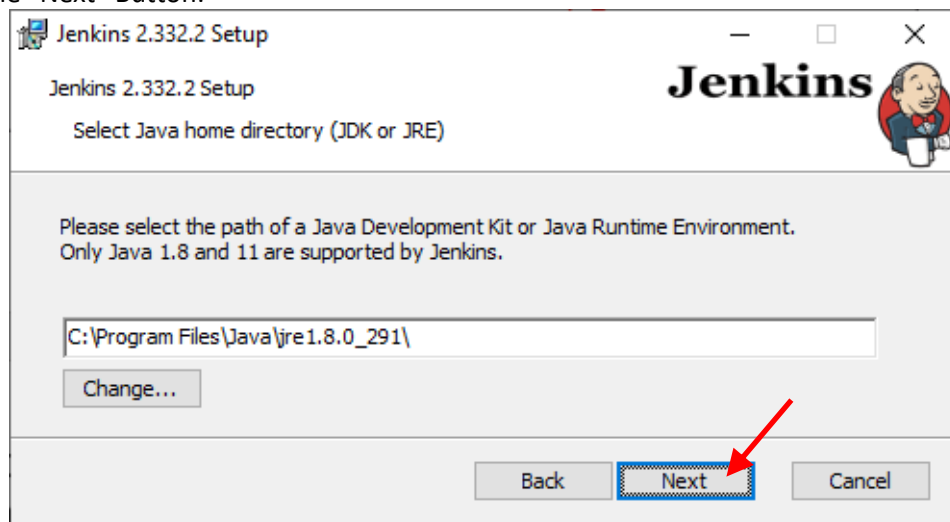 "Next" Button.
Jenkins 2.332.2 Setup
Jenkins 2.332.2 Setup
Jenkins
Select Java home directory (JDK or JRE)
Please select the path of a Java Development Kit or Java Runtime Environment.
Only Java 1.8 and 11 are supported by Jenkins.
C:\Program Files\Java\jre1.8.0_291\
Change...
Back Next Cancel